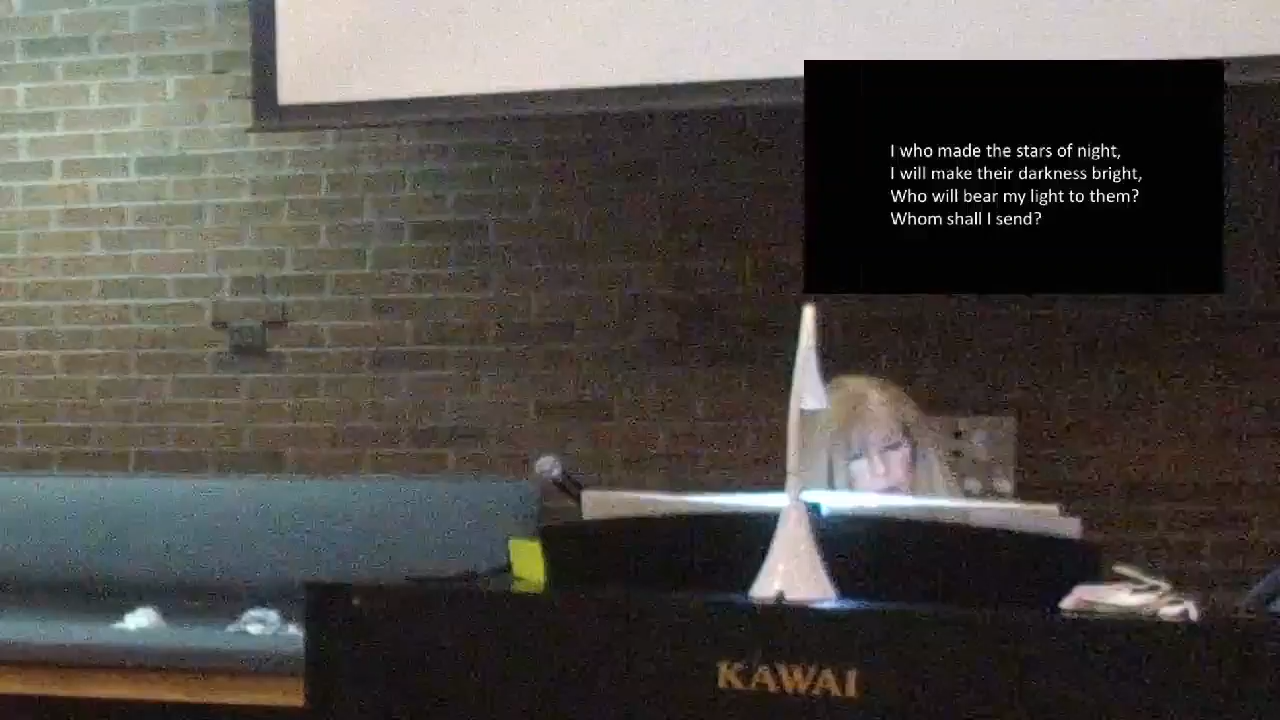 I who made the stars of night,
I will make their darkness bright,
Who will bear my light to them?
Whom shall I send?
KAWAI